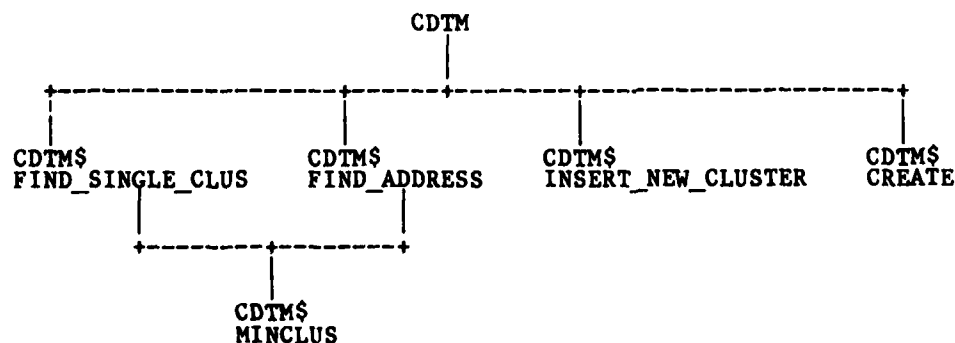 CDTM
CDTM$ CDTM$ CDTM$ CDTM$
FIND_SINGLE_CLUS FIND_ADDRESS INSERT_NEW_CLUSTER CREATE
CDTM$
MINCLUS